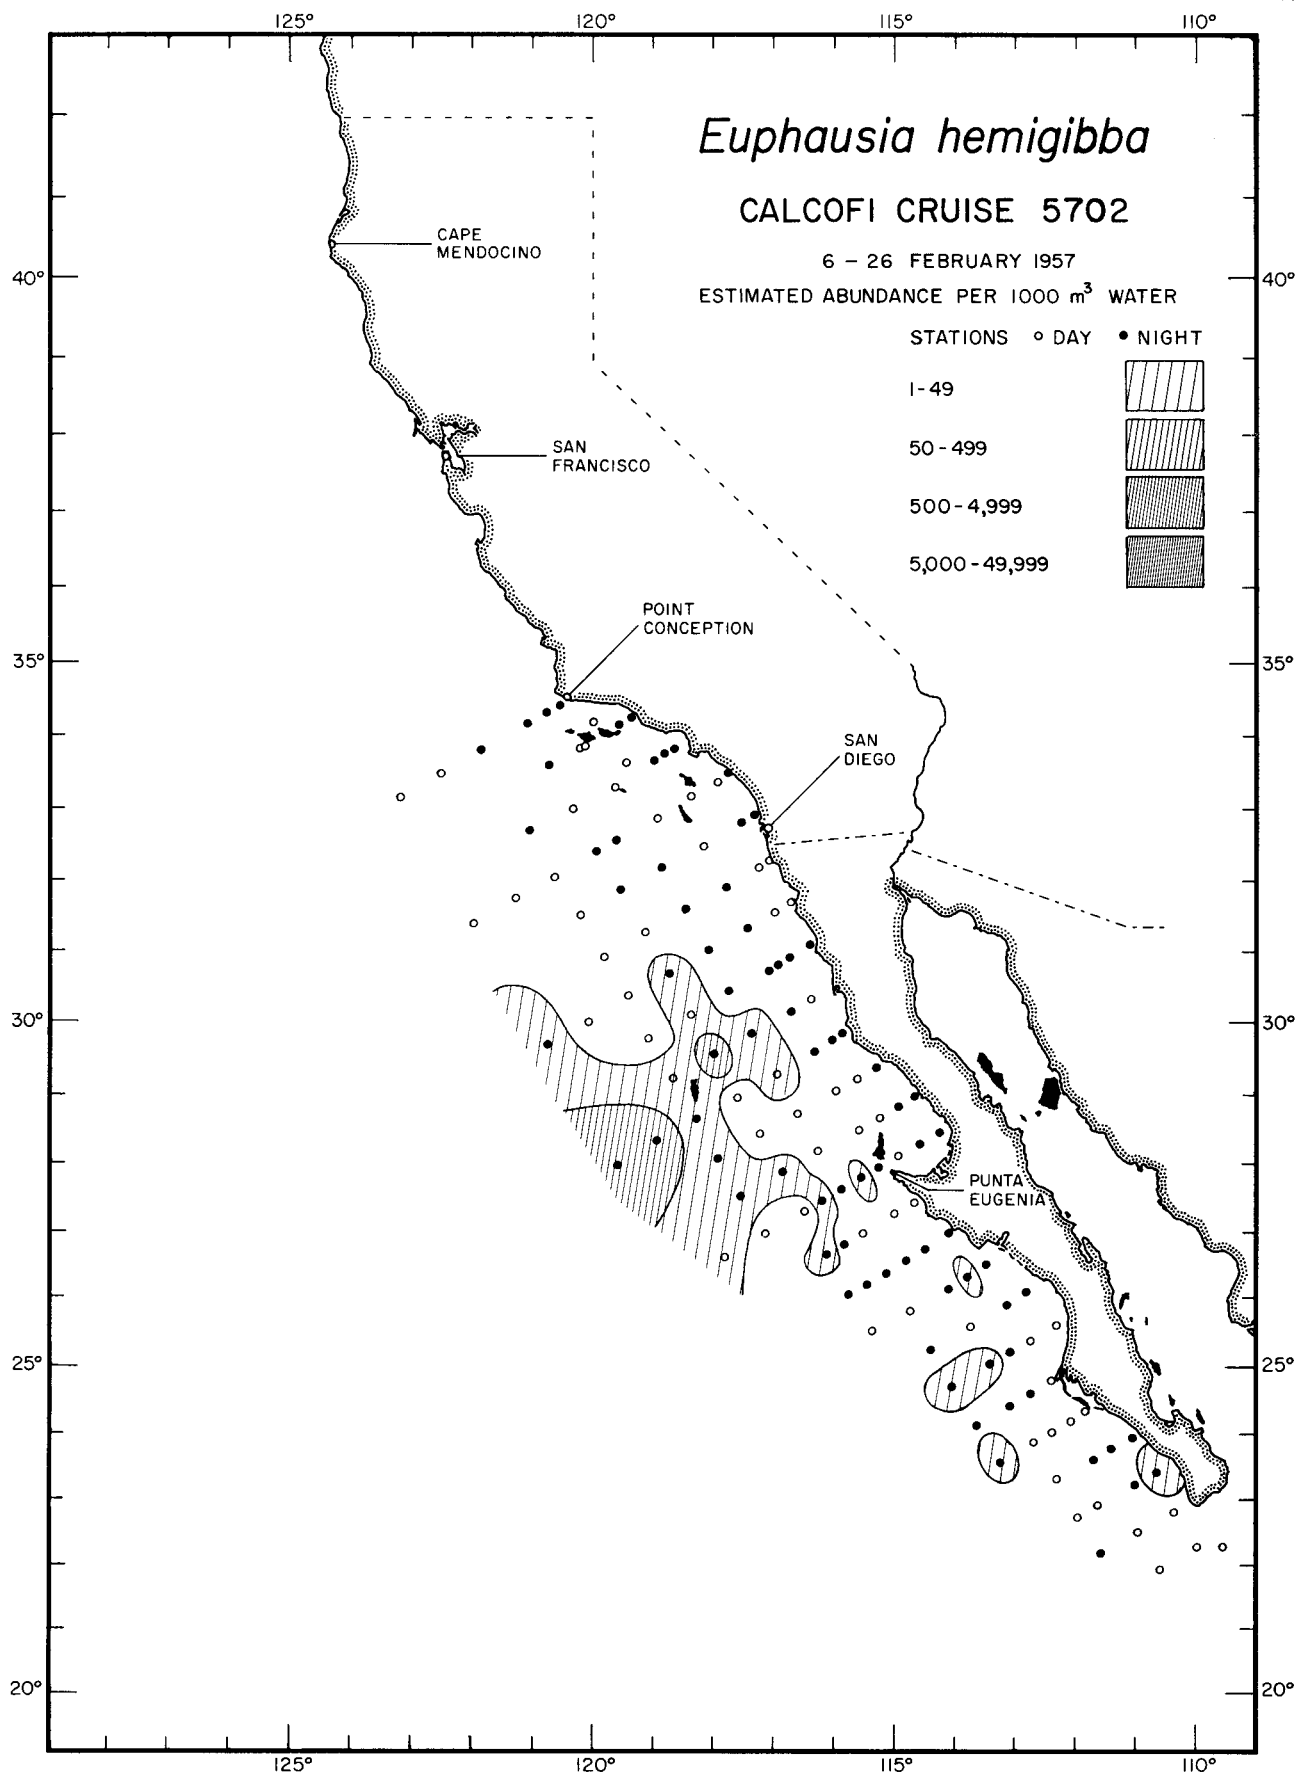 125° 120° 115° 110°
Euphausia hemigibba
CALCOFI CRUISE 5702
6 – 26 FEBRUARY 1957
ESTIMATED ABUNDANCE PER 1000 m³ WATER
STATIONS ○ DAY ● NIGHT
1-49
50-499
500-4,999
5,000-49,999
CAPE
MENDOCINO
40° 40°
SAN
FRANCISCO
POINT
CONCEPTION
35° 35°
SAN
DIEGO
30° 30°
PUNTA
EUGENIA
25° 25°
20° 20°
125° 120° 115° 110°